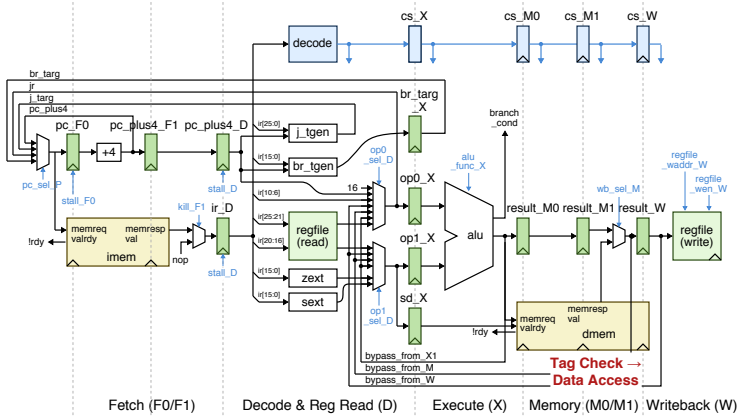 cs_X
cs_M0
cs_M1
cs_W
decode
br_targ
jr
j_targ
pc_plus4
pc_F0
pc_plus4_F1
pc_plus4_D
ir[25:0]
j_tgen
br_targ
_X
branch
_cond
+4
ir[15:0]
br_tgen
op0
_sel_D
alu
_func_X
regfile
_waddr_W
regfile
_wen_W
pc_sel_P
stall_F0
stall_D
16
ir[10:6]
op0_X
wb_sel_M
kill_F1
ir_D
ir[25:21]
ir[20:16]
regfile
(read)
result_M0
result_M1
result_W
memreq
val
rdy
memresp
val
imem
!rdy
nop
op1_X
alu
regfile
(write)
stall_D
ir[15:0]
zext
ir[15:0]
sext
op1
_sel_D
sd_X
memreq
val
rdy
memresp
val
dmem
!rdy
bypass_from_X1
bypass_from_M
bypass_from_W
Tag Check →
Data Access
Fetch (F0/F1)
Decode & Reg Read (D)
Execute (X)
Memory (M0/M1)
Writeback (W)